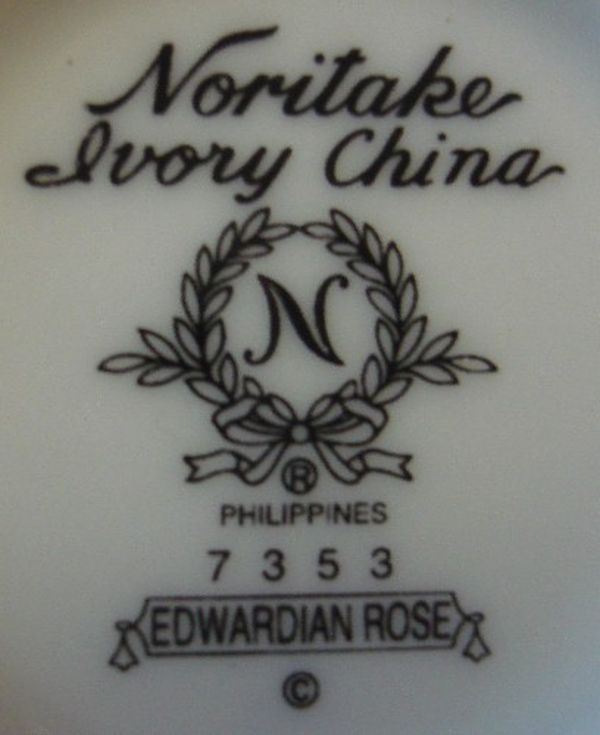 Noritake
Ivory China
N
®
PHILIPPINES
7353
EDWARDIAN ROSE
©